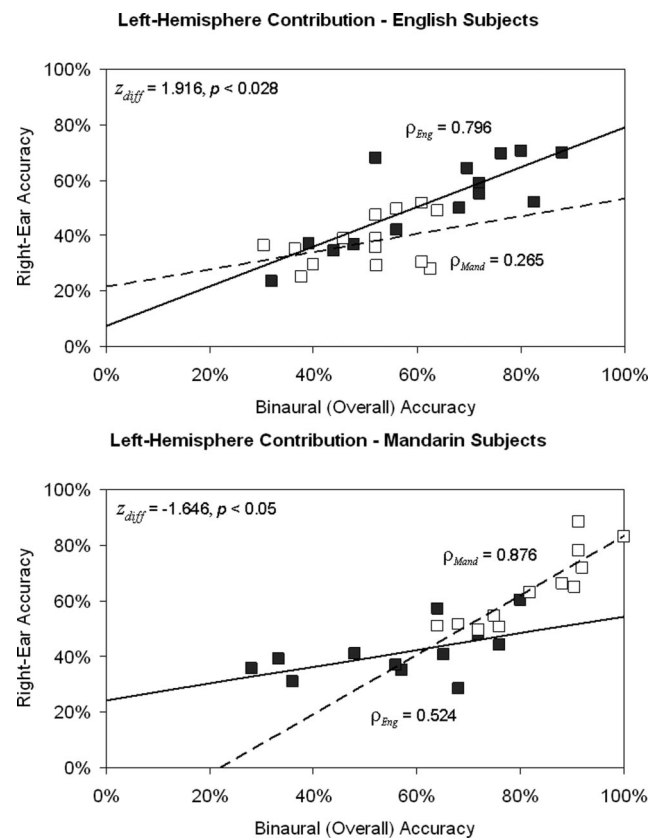 Left-Hemisphere Contribution - English Subjects
100%
80%
60%
40%
20%
0%
Right-Ear Accuracy
z_diff = 1.916, p < 0.028
ρ_Eng = 0.796
ρ_Mand = 0.265
0% 20% 40% 60% 80% 100%
Binaural (Overall) Accuracy
Left-Hemisphere Contribution - Mandarin Subjects
100%
80%
60%
40%
20%
0%
Right-Ear Accuracy
z_diff = -1.646, p < 0.05
ρ_Mand = 0.876
ρ_Eng = 0.524
0% 20% 40% 60% 80% 100%
Binaural (Overall) Accuracy